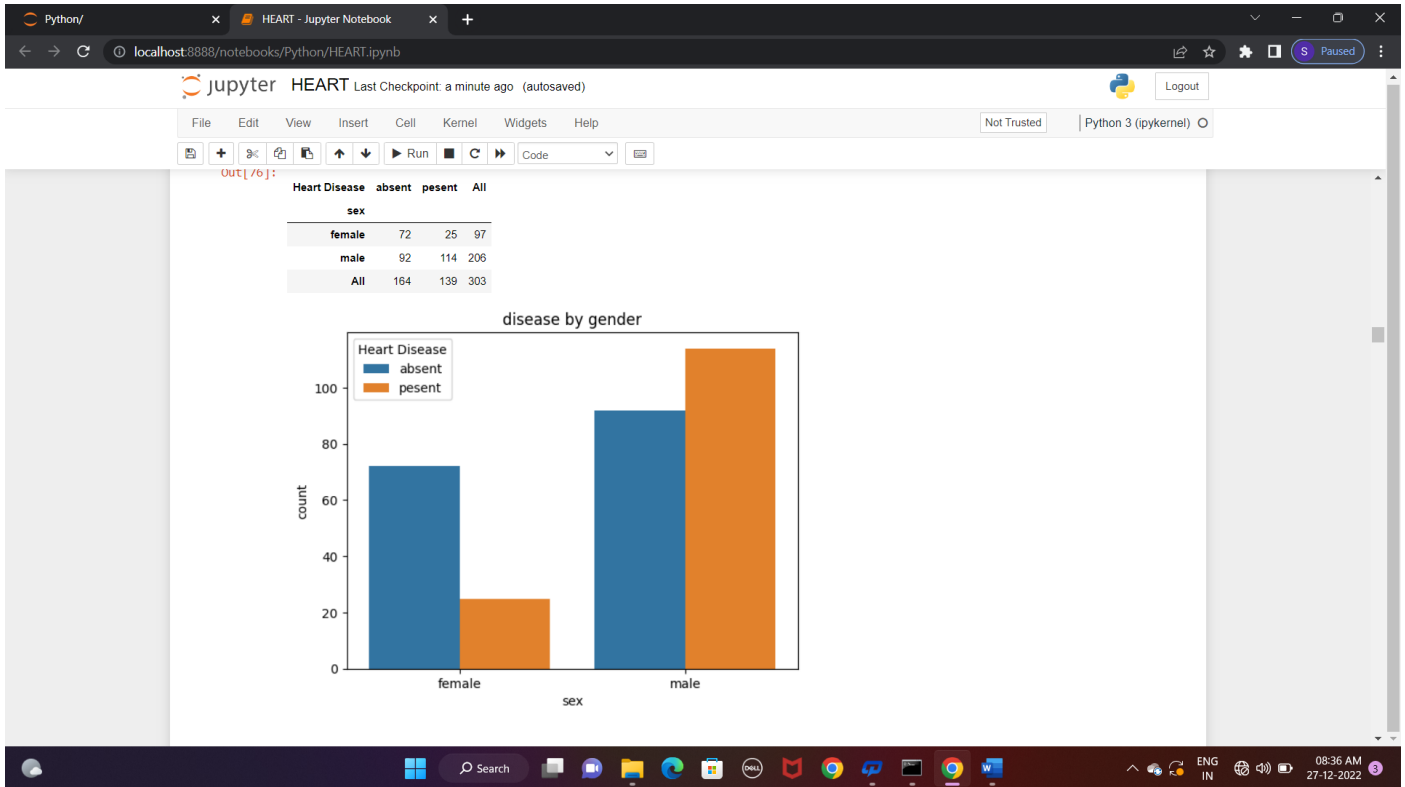 Python/
HEART - Jupyter Notebook
localhost:8888/notebooks/Python/HEART.ipynb
S Paused
jupyter HEART Last Checkpoint: a minute ago (autosaved)
Logout
File Edit View Insert Cell Kernel Widgets Help
Not Trusted
Python 3 (ipykernel)
Run
Code
Out[76]:
Heart Disease absent pesent All
sex
female 72 25 97
male 92 114 206
All 164 139 303
disease by gender
Heart Disease
absent
pesent
100
80
60
40
20
0
count
female male
sex
Search
DELL
W
ENG
IN
08:36 AM
27-12-2022
3